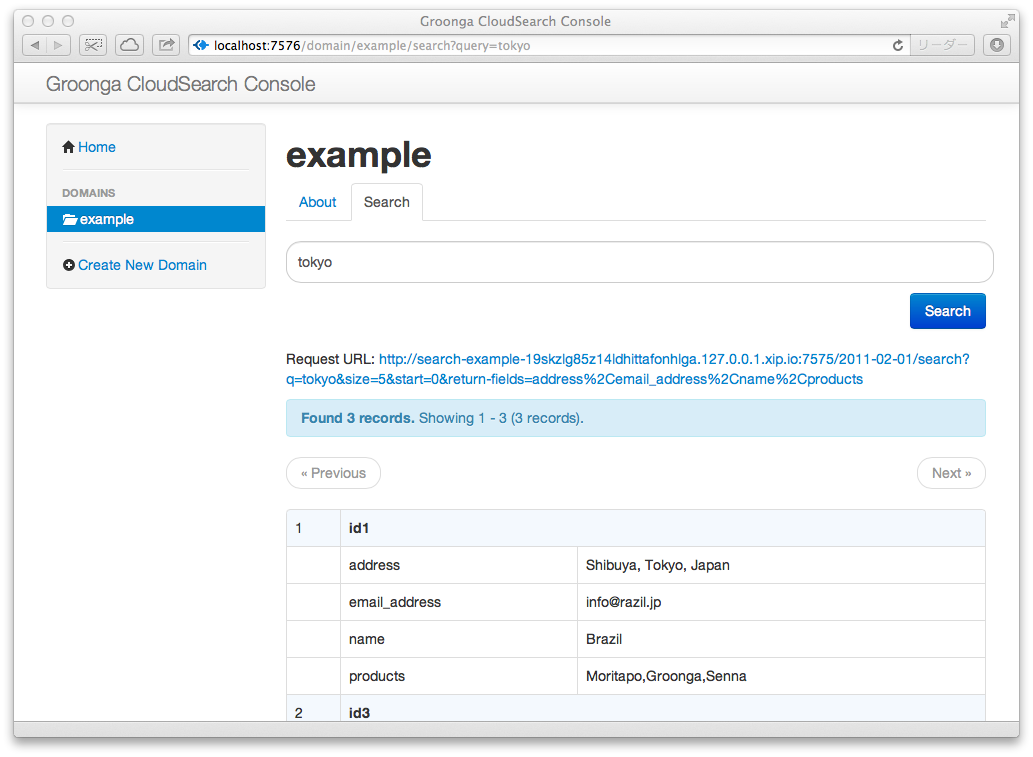 Groonga CloudSearch Console
localhost:7576/domain/example/search?query=tokyo
リーダー
Groonga CloudSearch Console
Home
DOMAINS
example
Create New Domain
example
About
Search
tokyo
Search
Request URL: http://search-example-19skzlg85z14ldhittafonhlga.127.0.0.1.xip.io:7575/2011-02-01/search?
q=tokyo&size=5&start=0&return-fields=address%2Cemail_address%2Cname%2Cproducts
Found 3 records. Showing 1 - 3 (3 records).
« Previous
Next »
1 id1
address Shibuya, Tokyo, Japan
email_address info@razil.jp
name Brazil
products Moritapo,Groonga,Senna
2 id3